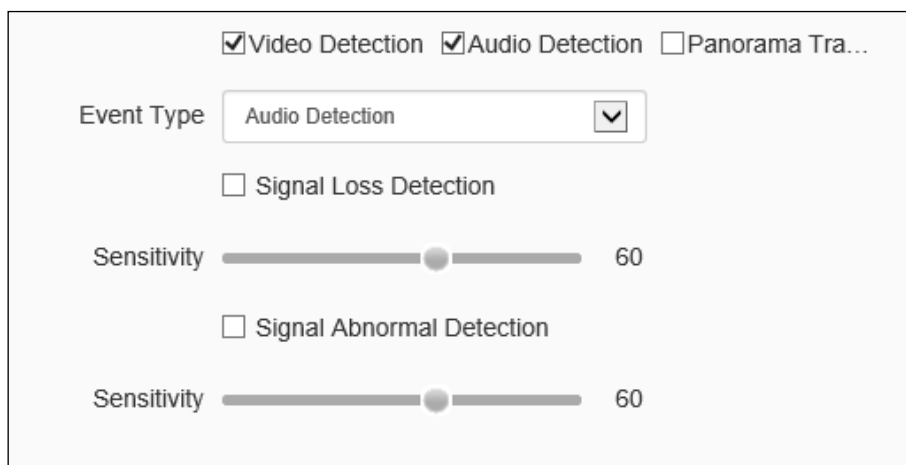 Video Detection Audio Detection Panorama Tra...
Event Type Audio Detection
Signal Loss Detection
Sensitivity 60
Signal Abnormal Detection
Sensitivity 60